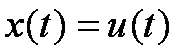 x(t) = u(t)